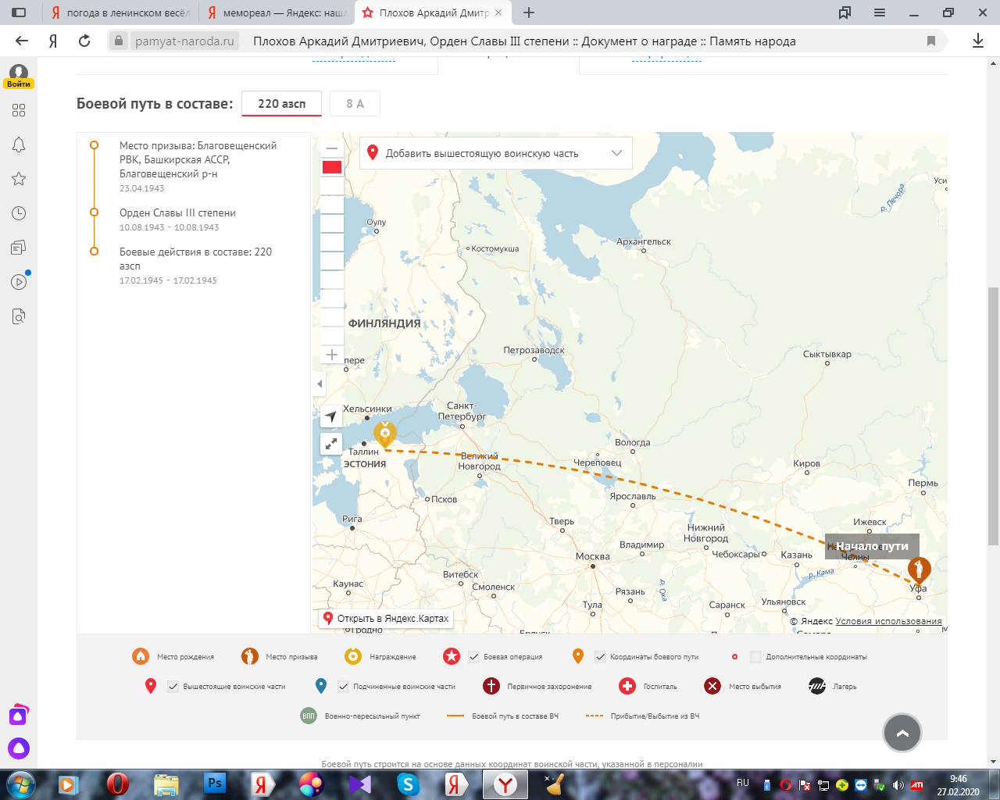 погода в ленинском весёл
мемореал — Яндекс: нашл
Плохов Аркадий Дмитр
pamyat-naroda.ru
Плохов Аркадий Дмитриевич, Орден Славы III степени :: Документ о награде :: Память народа
Войти
Боевой путь в составе:
220 азсп
8 А
Место призыва: Благовещенский
РВК, Башкирская АССР,
Благовещенский р-н
23.04.1943
Орден Славы III степени
10.08.1943 - 10.08.1943
Боевые действия в составе: 220
азсп
17.02.1945 - 17.02.1945
Добавить вышестоящую воинскую часть
Уси
р. Печора
Оулу
Архангельск
Костомукша
ФИНЛЯНДИЯ
Петрозаводск
Сыктывкар
пере
Хельсинки
Санкт-
Петербург
Таллин
ЭСТОНИЯ
Великий
Новгород
Вологда
Череповец
Киров
Пермь
Псков
Ярославль
Рига
Тверь
Нижний
Новгород
Ижевск
Владимир
Начало пути
Челны
Москва
Чебоксары
Казань
р. Кама
Каунас
Витебск
Смоленск
р. Ока
Рязань
Уфа
Тула
Саранск
Ульяновск
Открыть в Яндекс.Картах
© Яндекс Условия использования
Гродно
Брянск
Самара
М
Место рождения
Место призыва
Награждение
Боевая операция
Координаты боевого пути
Дополнительные координаты
Вышестоящие воинские части
Подчиненные воинские части
Первичное захоронение
Госпиталь
Место выбытия
Лагерь
ВПП
Военно-пересыльный пункт
Боевой путь в составе ВЧ
Прибытие/Выбытие из ВЧ
Боевой путь строится на основе данных координат воинской части, указанной в персоналии
Ps
RU
ATI
9:46
27.02.2020